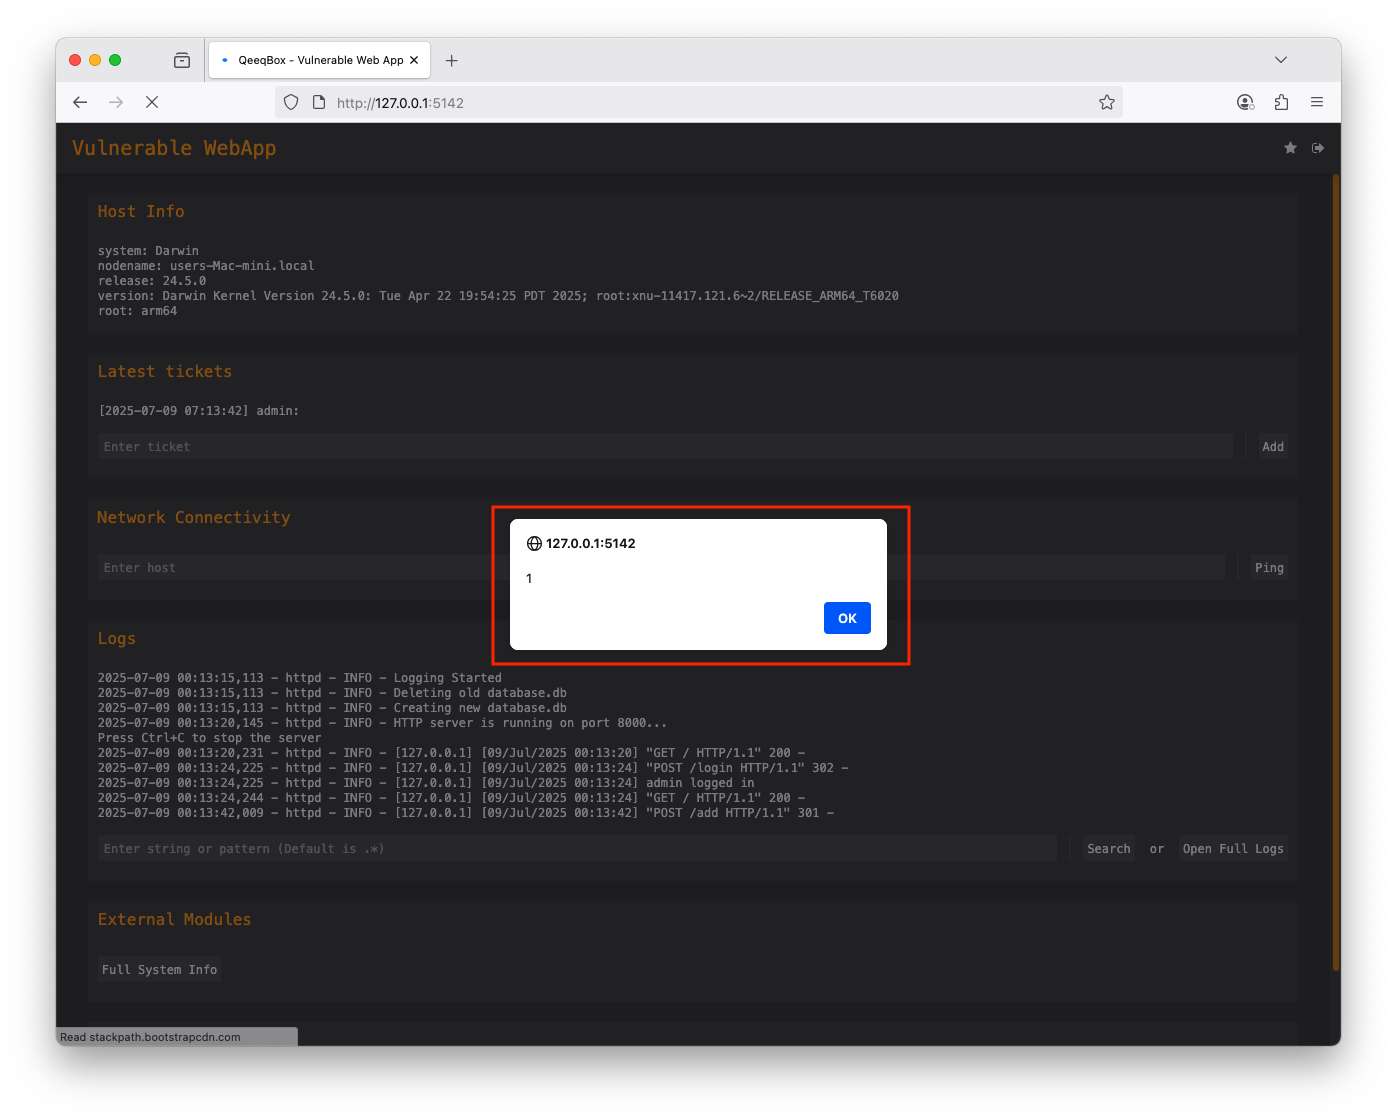 QeeqBox - Vulnerable Web App
http://127.0.0.1:5142
Vulnerable WebApp
Host Info
system: Darwin
nodename: users-Mac-mini.local
release: 24.5.0
version: Darwin Kernel Version 24.5.0: Tue Apr 22 19:54:25 PDT 2025; root:xnu-11417.121.6~2/RELEASE_ARM64_T6020
root: arm64
Latest tickets
[2025-07-09 07:13:42] admin:
Enter ticket
Add
Network Connectivity
127.0.0.1:5142
1
OK
Enter host
Ping
Logs
2025-07-09 00:13:15,113 - httpd - INFO - Logging Started
2025-07-09 00:13:15,113 - httpd - INFO - Deleting old database.db
2025-07-09 00:13:15,113 - httpd - INFO - Creating new database.db
2025-07-09 00:13:20,145 - httpd - INFO - HTTP server is running on port 8000...
Press Ctrl+C to stop the server
2025-07-09 00:13:20,231 - httpd - INFO - [127.0.0.1] [09/Jul/2025 00:13:20] "GET / HTTP/1.1" 200 -
2025-07-09 00:13:24,225 - httpd - INFO - [127.0.0.1] [09/Jul/2025 00:13:24] "POST /login HTTP/1.1" 302 -
2025-07-09 00:13:24,225 - httpd - INFO - [127.0.0.1] [09/Jul/2025 00:13:24] admin logged in
2025-07-09 00:13:24,244 - httpd - INFO - [127.0.0.1] [09/Jul/2025 00:13:24] "GET / HTTP/1.1" 200 -
2025-07-09 00:13:42,009 - httpd - INFO - [127.0.0.1] [09/Jul/2025 00:13:42] "POST /add HTTP/1.1" 301 -
Enter string or pattern (Default is .*)
Search or Open Full Logs
External Modules
Full System Info
Read stackpath.bootstrapcdn.com